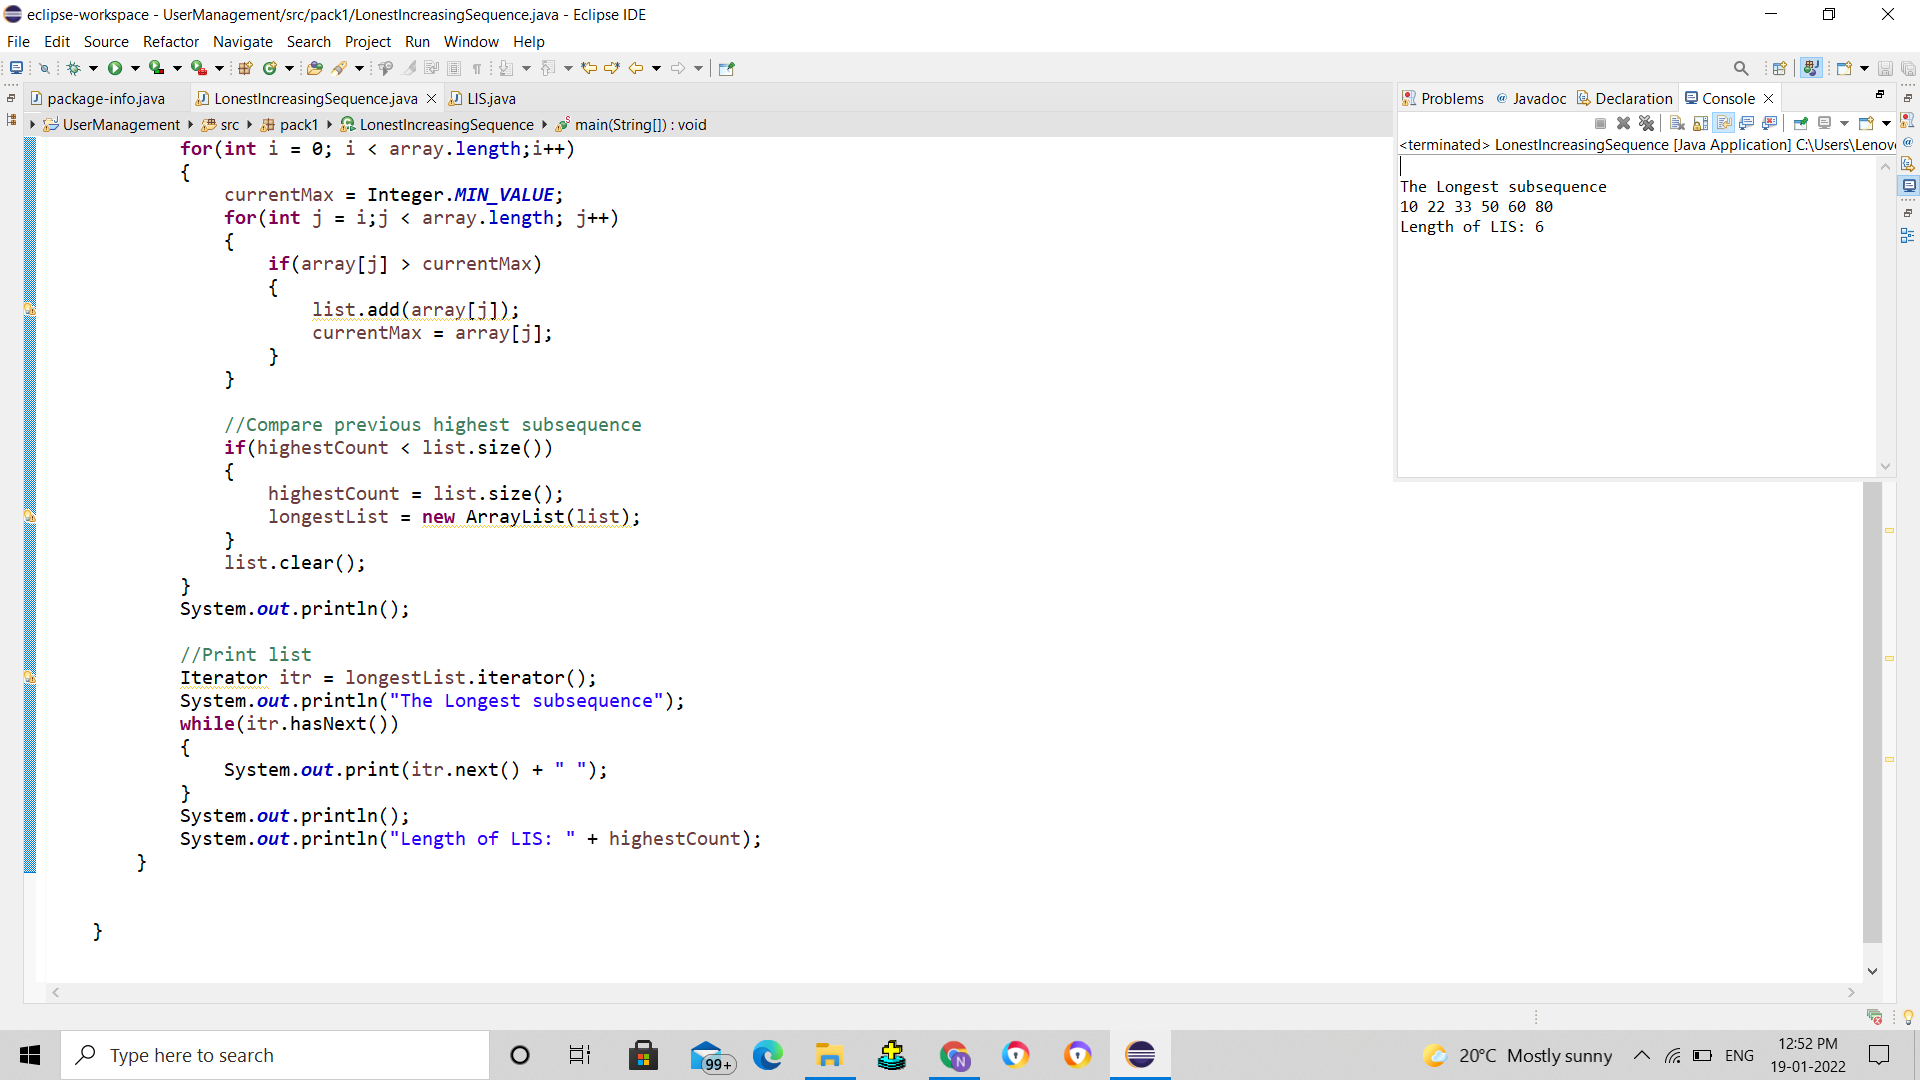 eclipse-workspace - UserManagement/src/pack1/LonestIncreasingSequence.java - Eclipse IDE
File Edit Source Refactor Navigate Search Project Run Window Help
package-info.java LonestIncreasingSequence.java LIS.java
UserManagement src pack1 LonestIncreasingSequence main(String[]) : void
for(int i = 0; i < array.length;i++)
{
currentMax = Integer.MIN_VALUE;
for(int j = i;j < array.length; j++)
{
if(array[j] > currentMax)
{
list.add(array[j]);
currentMax = array[j];
}
}
//Compare previous highest subsequence
if(highestCount < list.size())
{
highestCount = list.size();
longestList = new ArrayList(list);
}
list.clear();
}
System.out.println();
//Print list
Iterator itr = longestList.iterator();
System.out.println("The Longest subsequence");
while(itr.hasNext())
{
System.out.print(itr.next() + " ");
}
System.out.println();
System.out.println("Length of LIS: " + highestCount);
}
}
Problems Javadoc Declaration Console
<terminated> LonestIncreasingSequence [Java Application] C:\Users\Lenov
The Longest subsequence
10 22 33 50 60 80
Length of LIS: 6
Type here to search
99+
N
20°C Mostly sunny
ENG
12:52 PM
19-01-2022